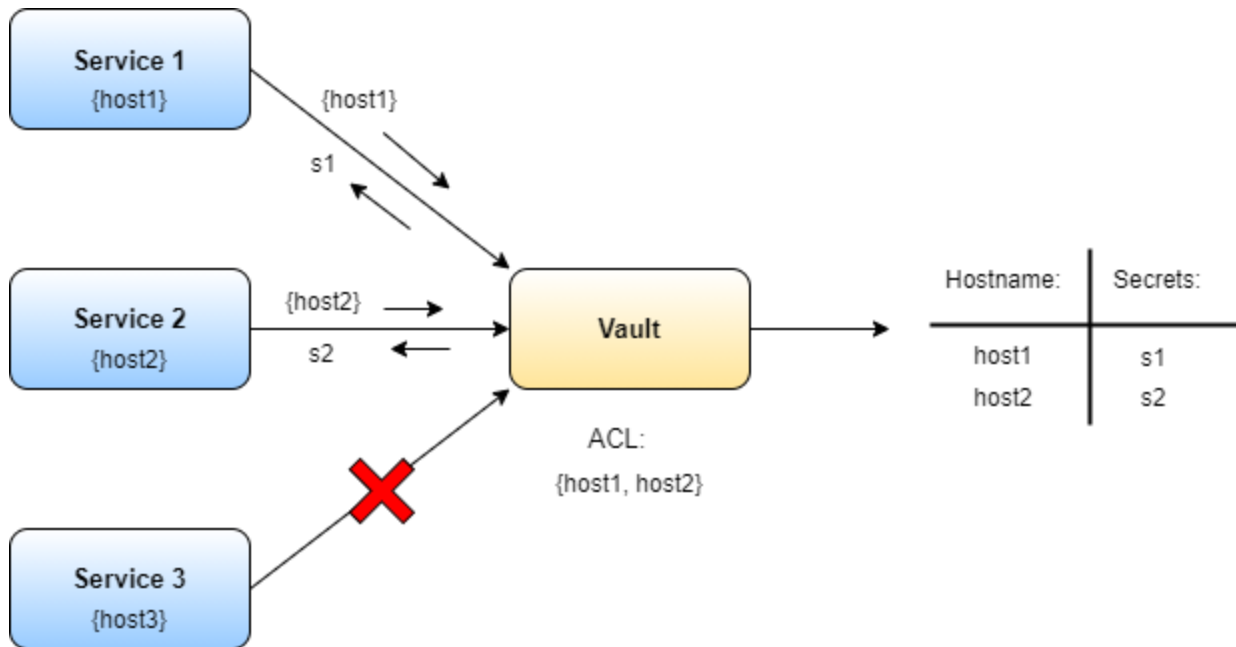 Service 1
{host1}
{host1}
s1
Service 2
{host2}
{host2}
s2
Service 3
{host3}
Vault
ACL:
{host1, host2}
Hostname: Secrets:
host1 s1
host2 s2